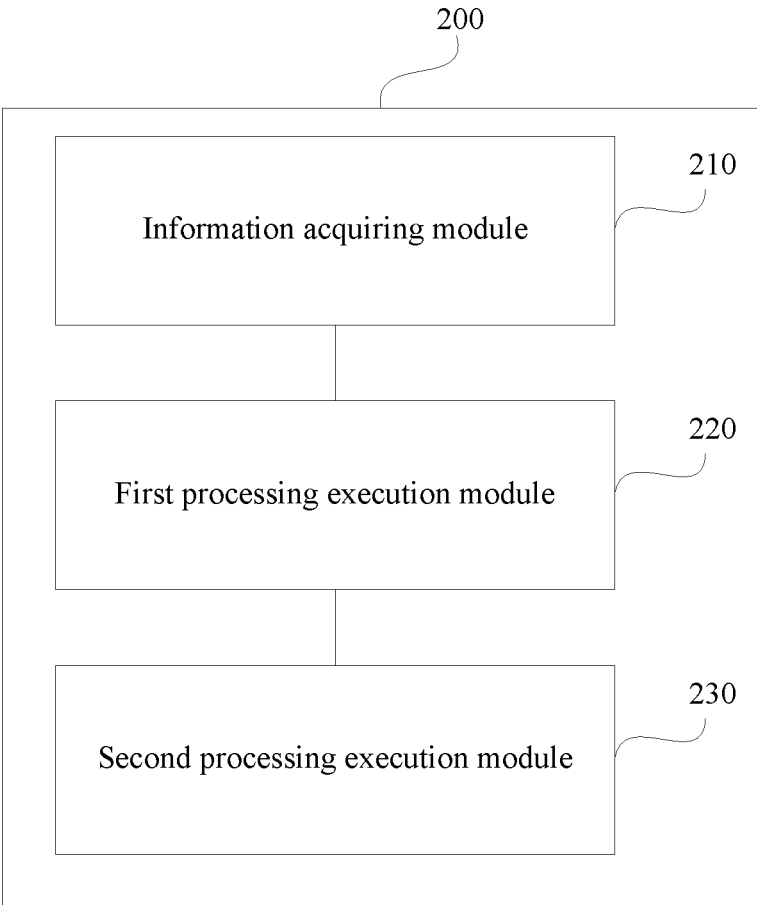 200
210
Information acquiring module
220
First processing execution module
230
Second processing execution module